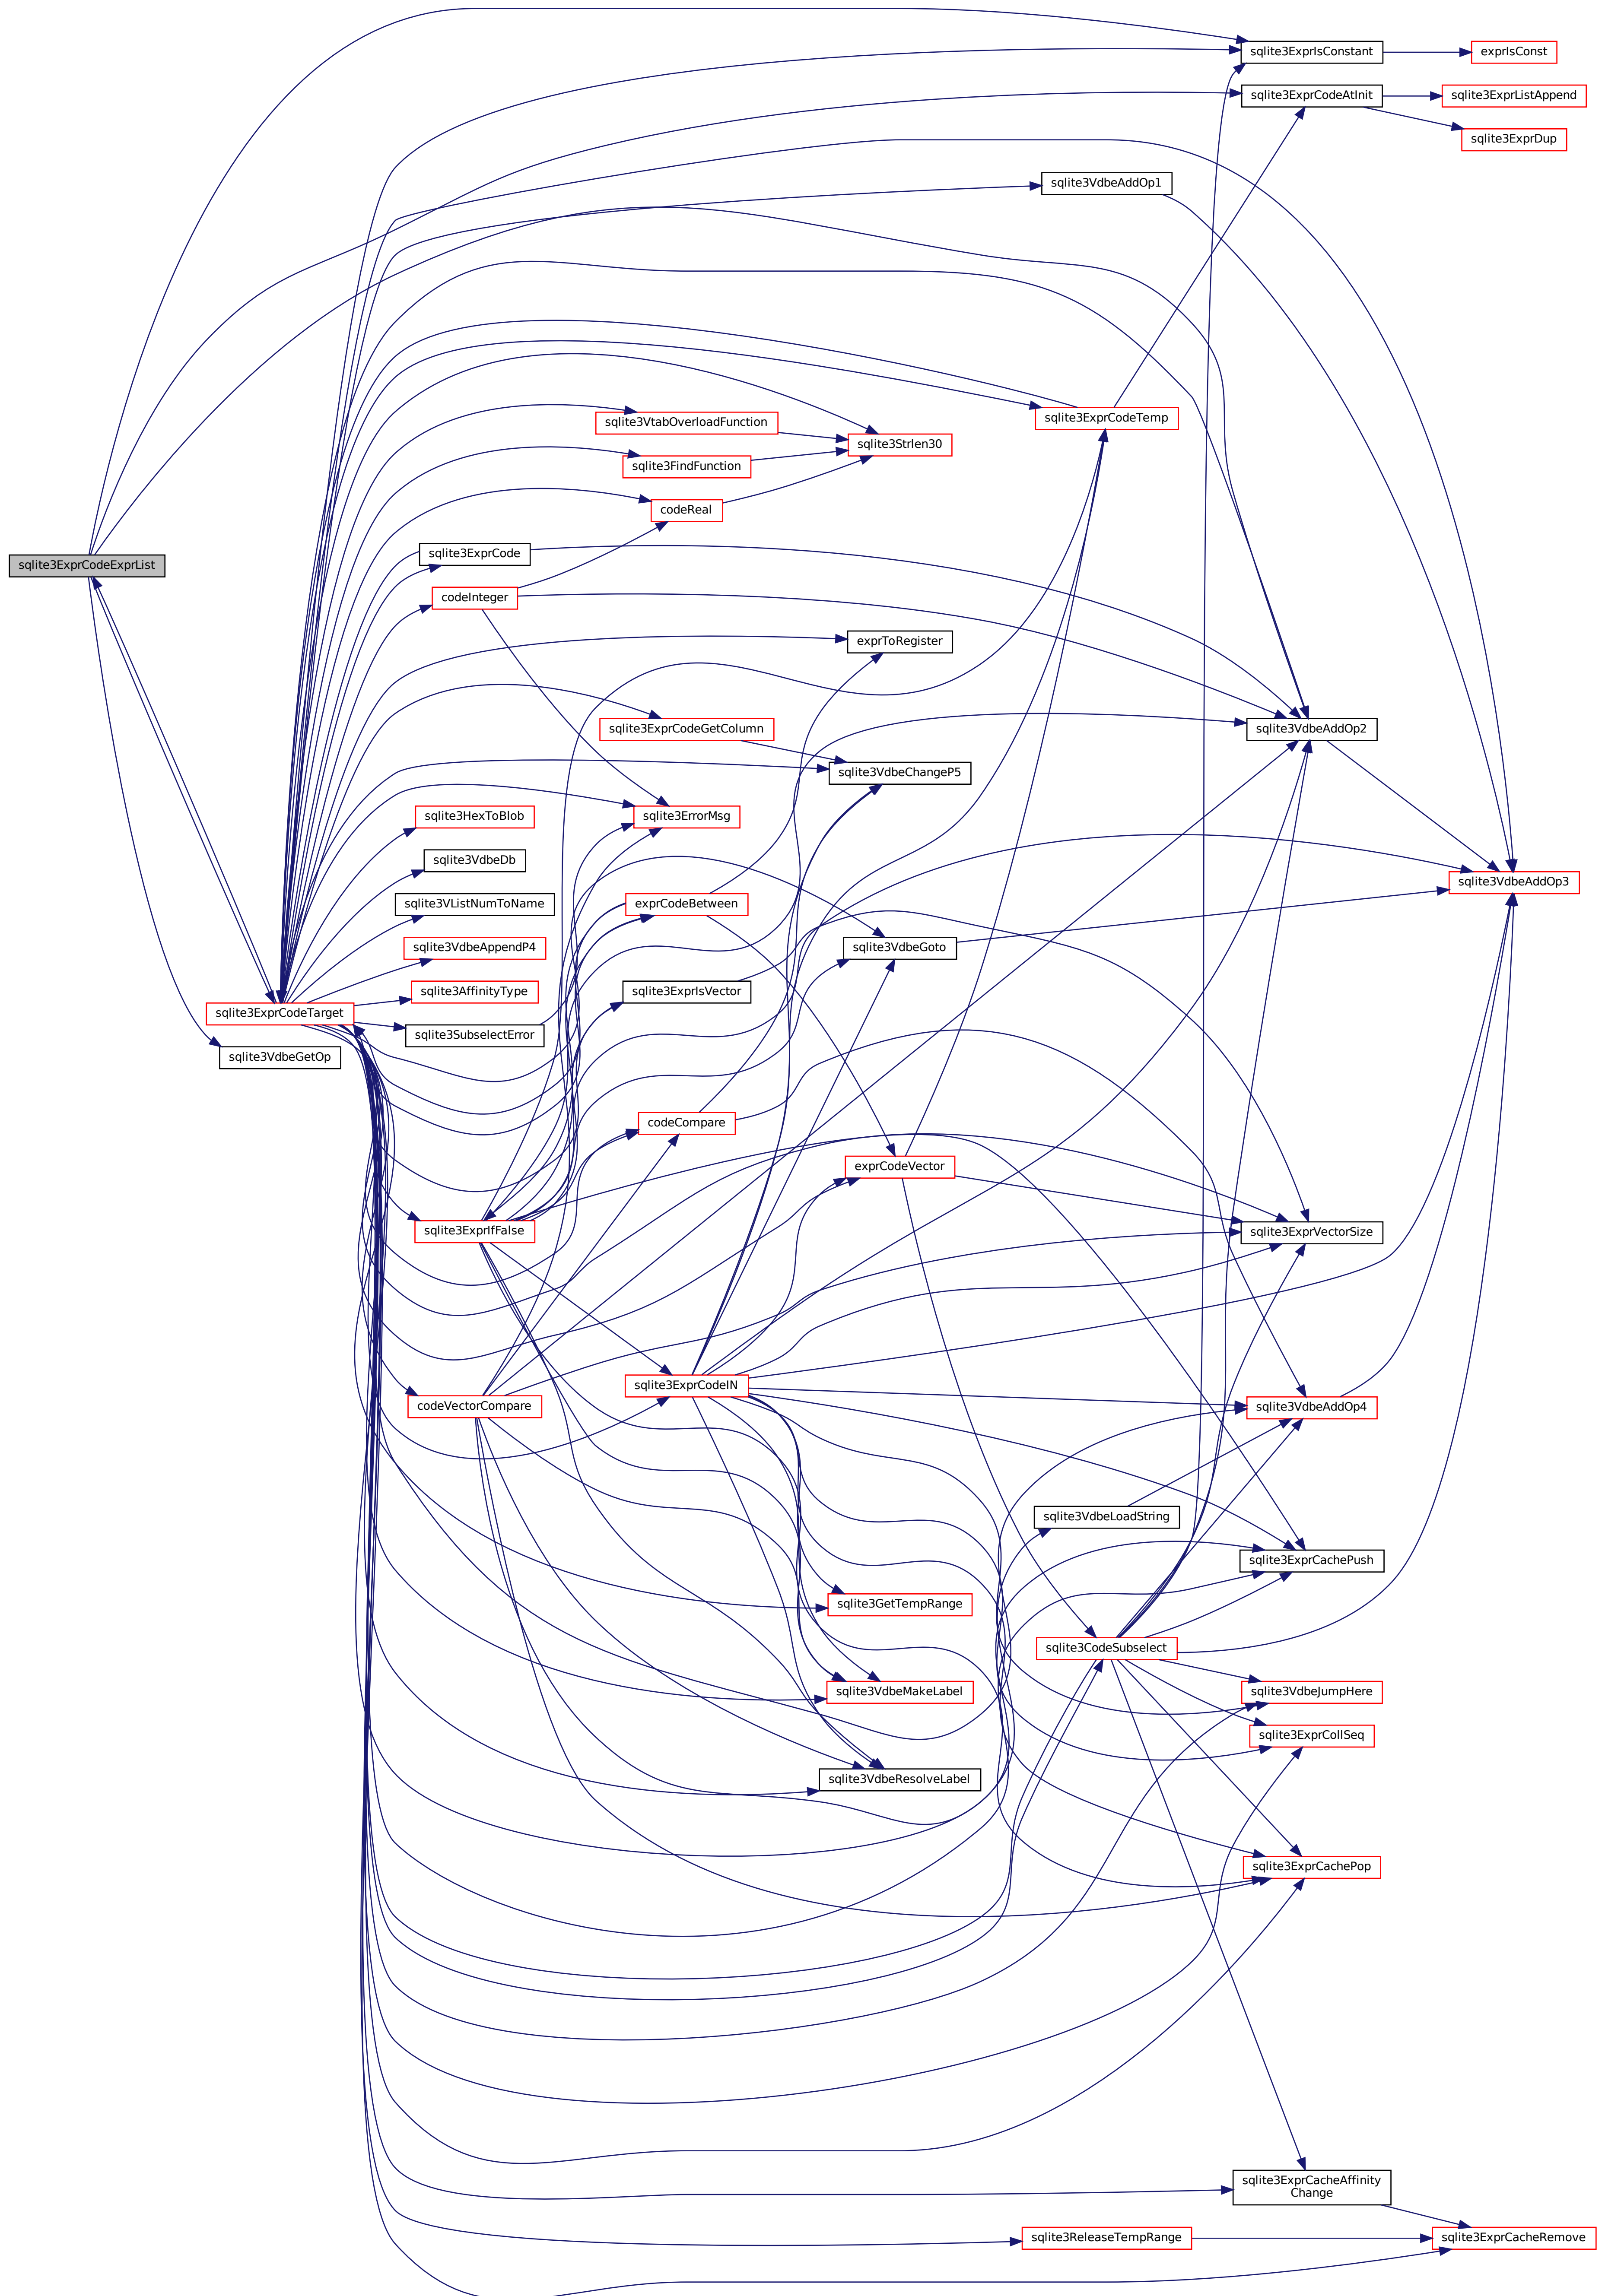 sqlite3ExprIsConstant
exprIsConst
sqlite3ExprCodeAtInit
sqlite3ExprListAppend
sqlite3ExprDup
sqlite3VdbeAddOp1
sqlite3ExprCodeTemp
sqlite3VtabOverloadFunction
sqlite3Strlen30
sqlite3FindFunction
codeReal
sqlite3ExprCode
sqlite3ExprCodeExprList
codeInteger
exprToRegister
sqlite3ExprCodeGetColumn
sqlite3VdbeAddOp2
sqlite3VdbeChangeP5
sqlite3HexToBlob
sqlite3ErrorMsg
sqlite3VdbeDb
sqlite3VdbeAddOp3
sqlite3VListNumToName
exprCodeBetween
sqlite3VdbeAppendP4
sqlite3VdbeGoto
sqlite3AffinityType
sqlite3ExprIsVector
sqlite3ExprCodeTarget
sqlite3SubselectError
sqlite3VdbeGetOp
codeCompare
exprCodeVector
sqlite3ExprIfFalse
sqlite3ExprVectorSize
sqlite3ExprCodeIN
codeVectorCompare
sqlite3VdbeAddOp4
sqlite3VdbeLoadString
sqlite3ExprCachePush
sqlite3GetTempRange
sqlite3CodeSubselect
sqlite3VdbeMakeLabel
sqlite3VdbeJumpHere
sqlite3ExprCollSeq
sqlite3VdbeResolveLabel
sqlite3ExprCachePop
sqlite3ExprCacheAffinity
Change
sqlite3ReleaseTempRange
sqlite3ExprCacheRemove